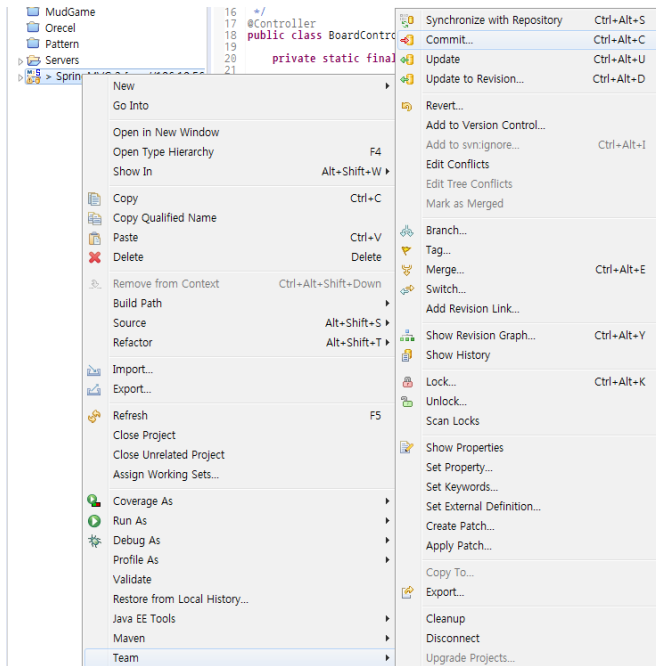 MudGame
Orecel
Pattern
Servers
> Spring
16 */
17 @Controller
18 public class BoardContro
19
20 private static final
21
New
Go Into
Open in New Window
Open Type Hierarchy F4
Show In Alt+Shift+W
Copy Ctrl+C
Copy Qualified Name
Paste Ctrl+V
Delete Delete
Remove from Context Ctrl+Alt+Shift+Down
Build Path
Source Alt+Shift+S
Refactor Alt+Shift+T
Import...
Export...
Refresh F5
Close Project
Close Unrelated Project
Assign Working Sets...
Coverage As
Run As
Debug As
Profile As
Validate
Restore from Local History...
Java EE Tools
Maven
Team
Synchronize with Repository Ctrl+Alt+S
Commit... Ctrl+Alt+C
Update Ctrl+Alt+U
Update to Revision... Ctrl+Alt+D
Revert...
Add to Version Control...
Add to svn:ignore... Ctrl+Alt+I
Edit Conflicts
Edit Tree Conflicts
Mark as Merged
Branch...
Tag...
Merge... Ctrl+Alt+E
Switch...
Add Revision Link...
Show Revision Graph... Ctrl+Alt+Y
Show History
Lock... Ctrl+Alt+K
Unlock...
Scan Locks
Show Properties
Set Property...
Set Keywords...
Set External Definition...
Create Patch...
Apply Patch...
Copy To...
Export...
Cleanup
Disconnect
Upgrade Projects...